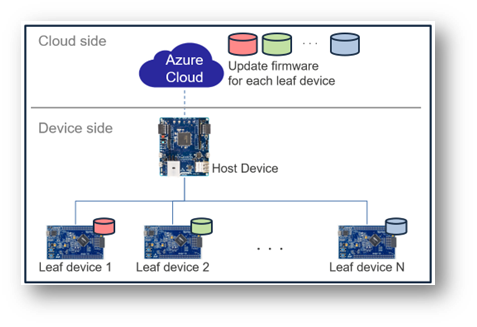 Cloud side
Azure
Cloud
· · ·
Update firmware
for each leaf device
Device side
Host Device
. . .
Leaf device 1
Leaf device 2
Leaf device N